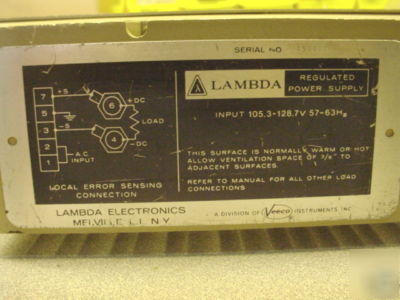 SERIAL NO
7
5
3
2
1
+S
-S
A.C.
INPUT
6
+DC
LOAD
4
-DC
LOCAL ERROR SENSING
CONNECTION
LAMBDA
REGULATED
POWER SUPPLY
INPUT 105.3-128.7V 57-63Hz
THIS SURFACE IS NORMALLY WARM OR HOT
ALLOW VENTILATION SPACE OF 3/8" TO
ADJACENT SURFACES.
REFER TO MANUAL FOR ALL OTHER LOAD
CONNECTIONS
LAMBDA ELECTRONICS
MELVILLE, L.I., N.Y.
A DIVISION OF Veeco INSTRUMENTS INC.